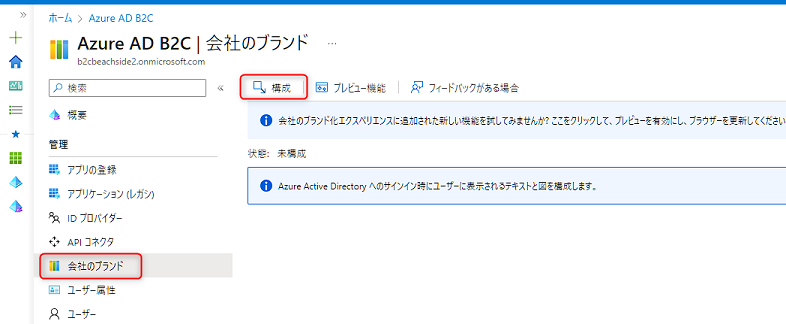 ホーム > Azure AD B2C
Azure AD B2C | 会社のブランド ...
b2cbeachside2.onmicrosoft.com
検索
概要
管理
アプリの登録
アプリケーション (レガシ)
ID プロバイダー
API コネクタ
会社のブランド
ユーザー属性
ユーザー
構成 プレビュー機能 フィードバックがある場合
会社のブランド化エクスペリエンスに追加された新しい機能を試してみませんか? ここをクリックして、プレビューを有効にし、ブラウザーを更新してください
状態: 未構成
Azure Active Directory へのサインイン時にユーザーに表示されるテキストと図を構成します。